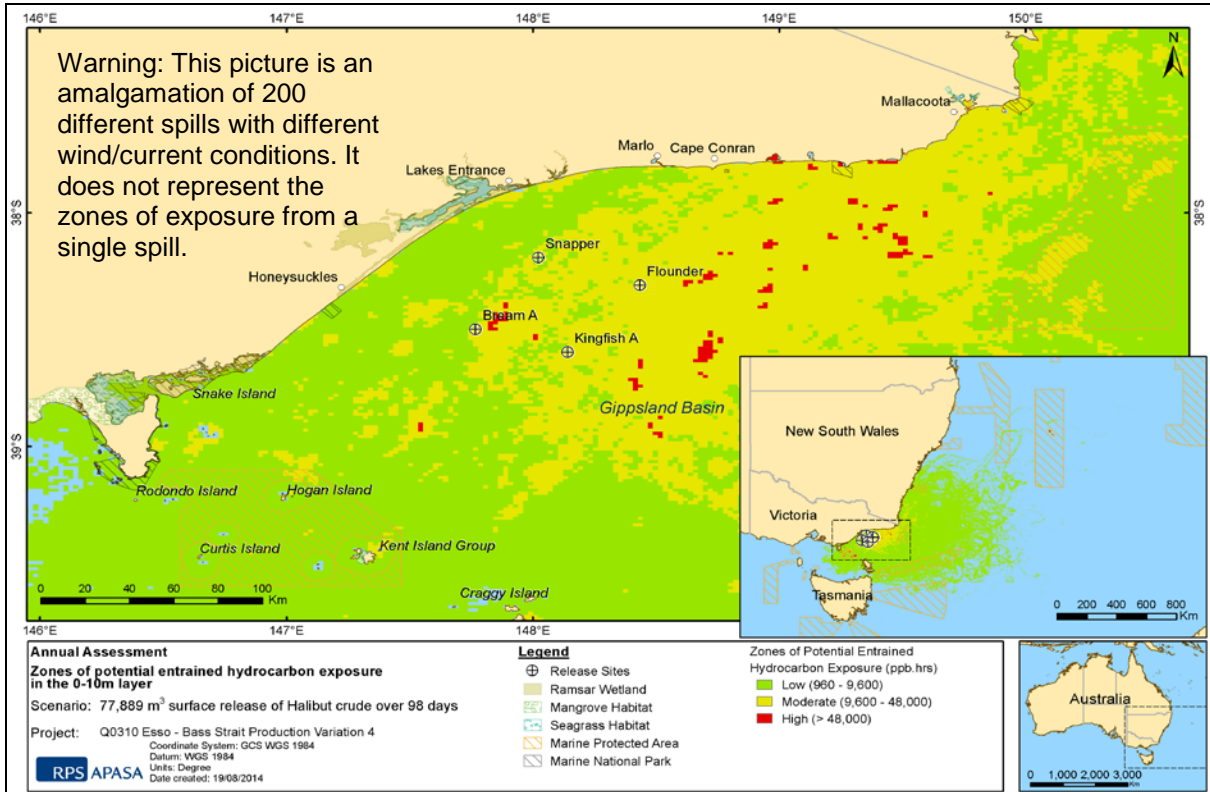 146°E 147°E 148°E 149°E 150°E
Warning: This picture is an
amalgamation of 200
different spills with different
wind/current conditions. It
does not represent the
zones of exposure from a
single spill.
N
Mallacoota
Marlo
Cape Conran
Lakes Entrance
38°S
38°S
Snapper
Honeysuckles
Flounder
Bream A
Kingfish A
Snake Island
Gippsland Basin
39°S
Rodondo Island
Hogan Island
Curtis Island
Kent Island Group
Craggy Island
0 20 40 60 80 100
Km
146°E 147°E 148°E
New South Wales
Victoria
Tasmania
0 200 400 600 800
Km
Annual Assessment
Zones of potential entrained hydrocarbon exposure
in the 0-10m layer
Scenario: 77,889 m³ surface release of Halibut crude over 98 days
Project: Q0310 Esso - Bass Strait Production Variation 4
Coordinate System: GCS WGS 1984
Datum: WGS 1984
Units: Degree
Date created: 19/08/2014
RPS APASA
Legend
Release Sites
Ramsar Wetland
Mangrove Habitat
Seagrass Habitat
Marine Protected Area
Marine National Park
Zones of Potential Entrained
Hydrocarbon Exposure (ppb.hrs)
Low (960 - 9,600)
Moderate (9,600 - 48,000)
High (> 48,000)
Australia
0 1,000 2,000 3,000
Km